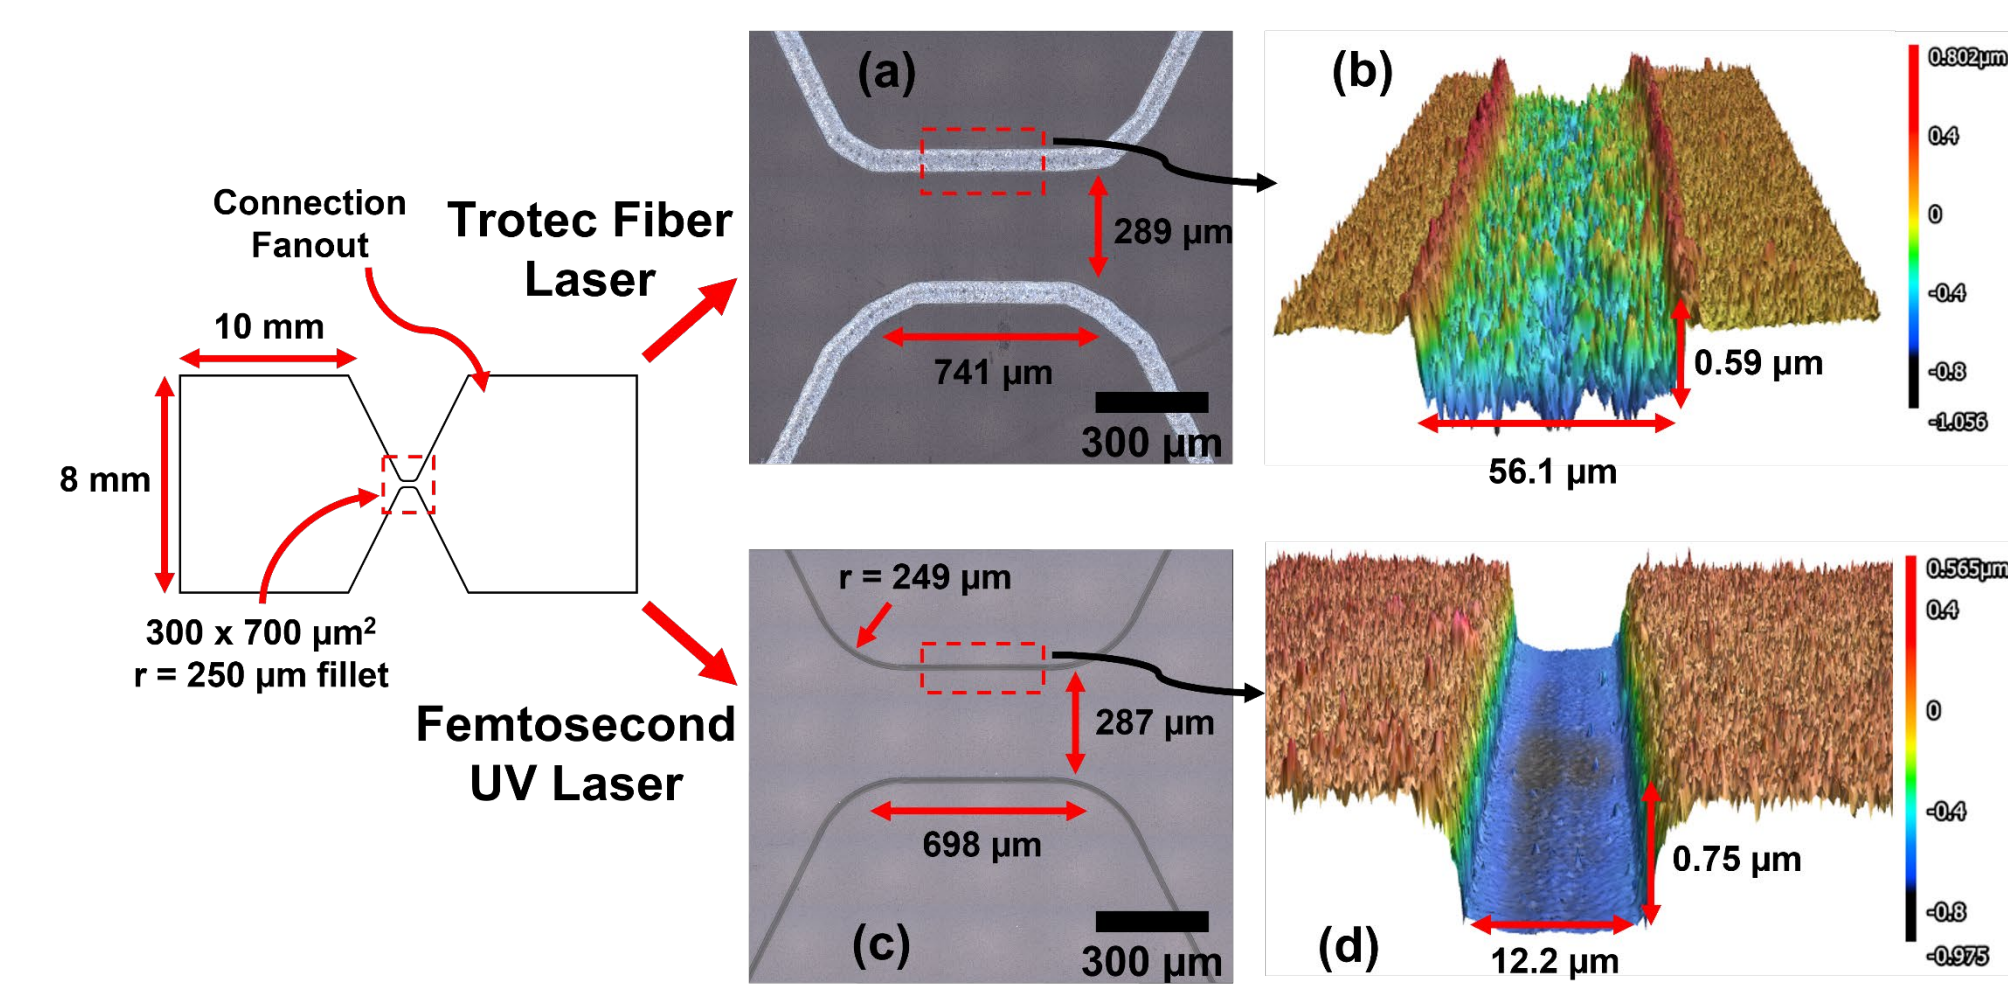 Connection
Fanout
10 mm
8 mm
300 x 700 µm²
r = 250 µm fillet
Trotec Fiber
Laser
Femtosecond
UV Laser
(a)
289 µm
741 µm
300 µm
(b)
0.59 µm
56.1 µm
0.802µm
0.4
0
-0.4
-0.8
-1.056
r = 249 µm
287 µm
698 µm
(c)
300 µm
(d)
0.75 µm
12.2 µm
0.565µm
0.4
0
-0.4
-0.8
-0.975